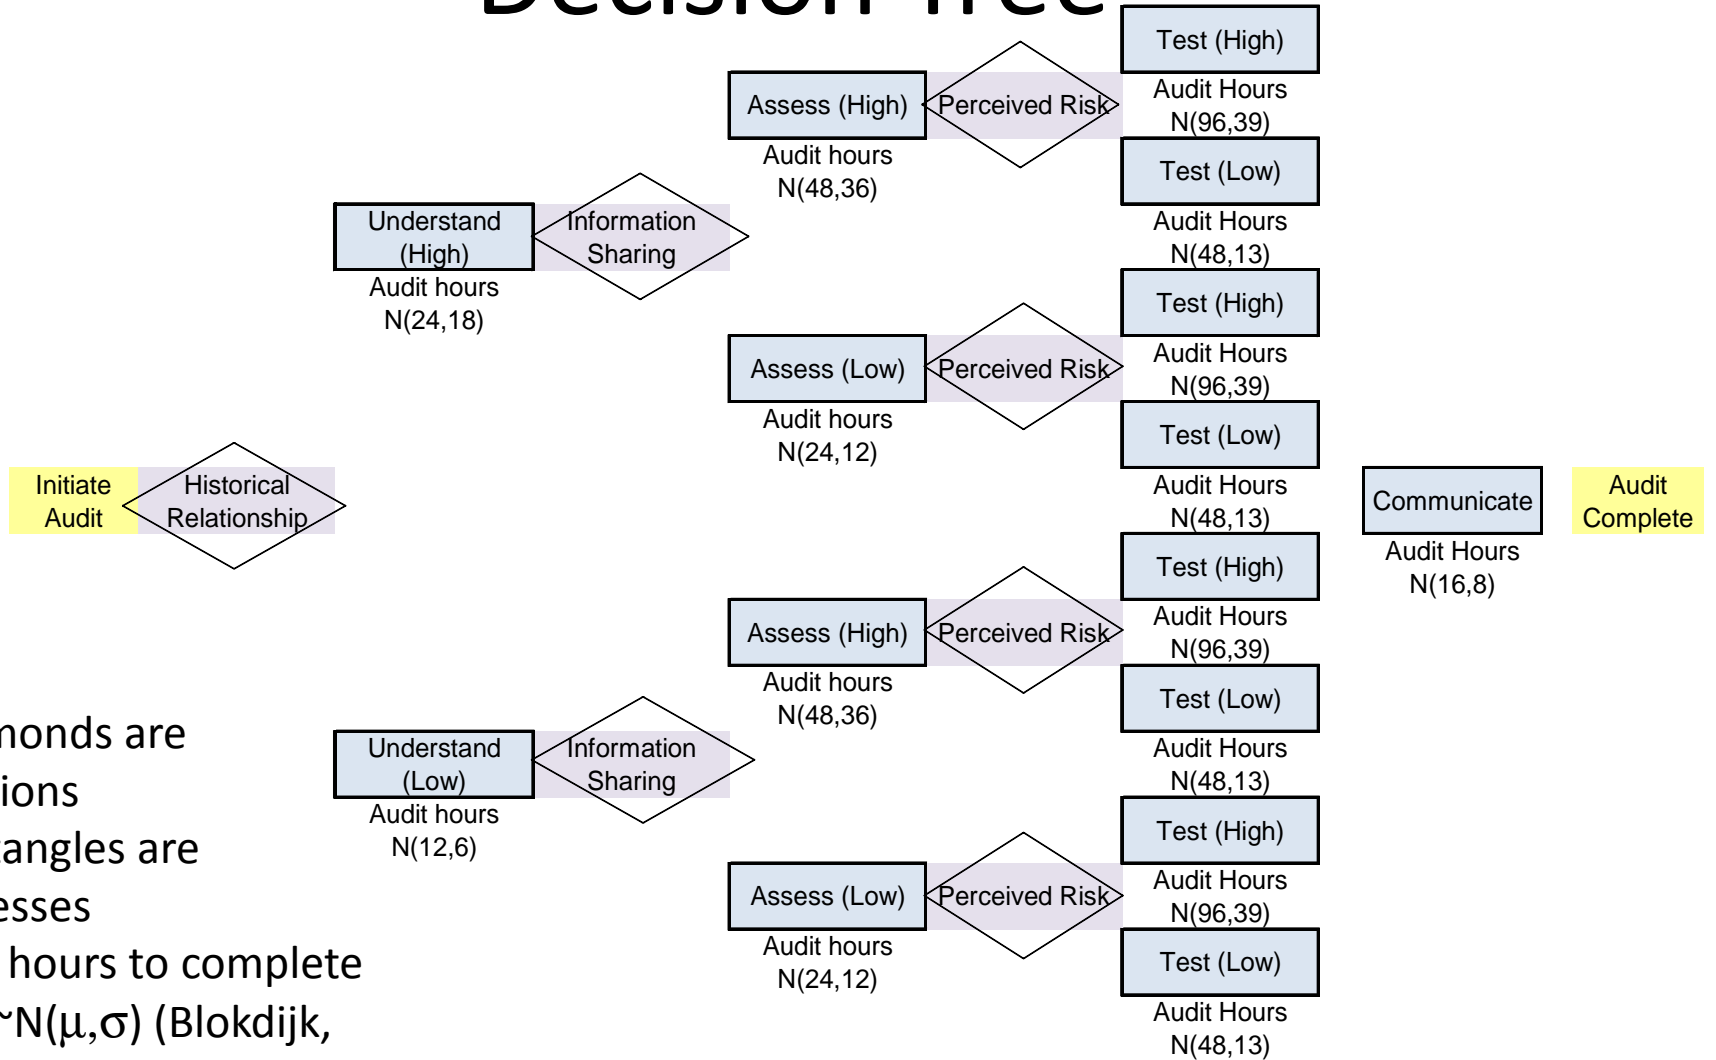 Decision Tree
Initiate
Audit
Historical
Relationship
Understand
(High)
Audit hours
N(24,18)
Information
Sharing
Assess (High)
Audit hours
N(48,36)
Perceived Risk
Test (High)
Audit Hours
N(96,39)
Test (Low)
Audit Hours
N(48,13)
Assess (Low)
Audit hours
N(24,12)
Perceived Risk
Test (High)
Audit Hours
N(96,39)
Test (Low)
Audit Hours
N(48,13)
Understand
(Low)
Audit hours
N(12,6)
Information
Sharing
Assess (High)
Audit hours
N(48,36)
Perceived Risk
Test (High)
Audit Hours
N(96,39)
Test (Low)
Audit Hours
N(48,13)
Assess (Low)
Audit hours
N(24,12)
Perceived Risk
Test (High)
Audit Hours
N(96,39)
Test (Low)
Audit Hours
N(48,13)
Communicate
Audit Hours
N(16,8)
Audit
Complete
monds are
ions
angles are
esses
hours to complete
~N(μ,σ) (Blokdijk,